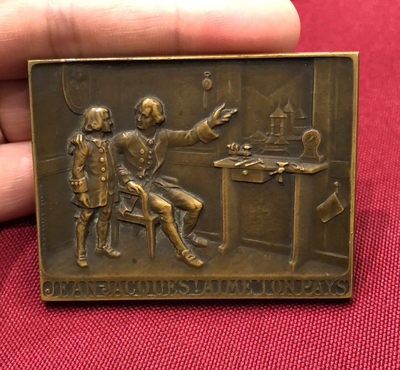 JEAN-JACQUES, AIME TON PAYS